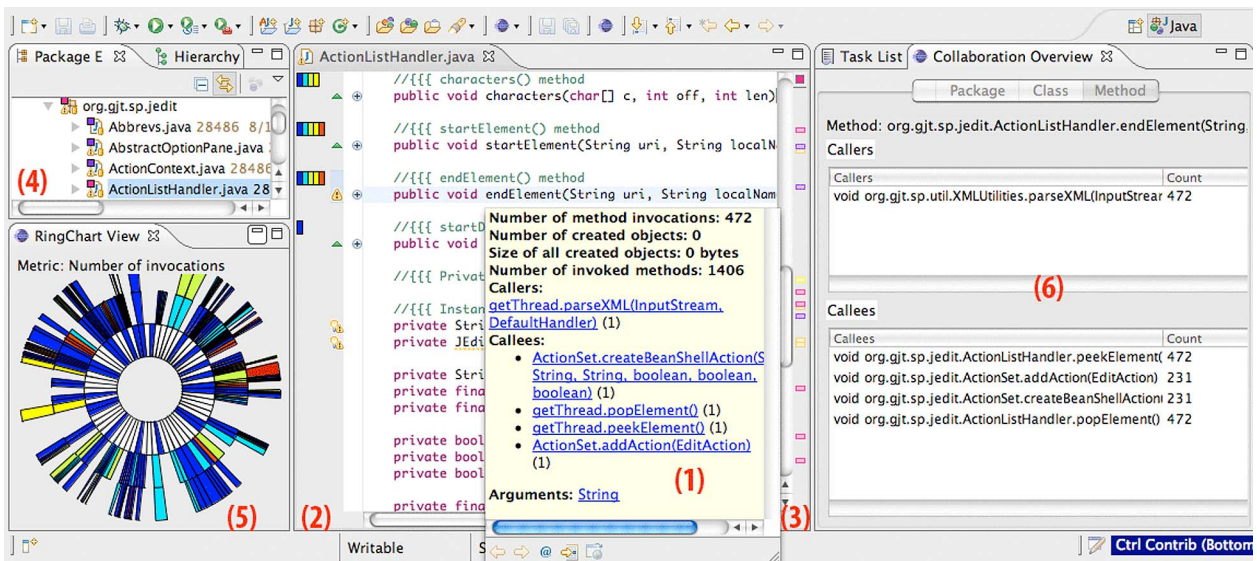 Java
Package E
Hierarchy
org.gjt.sp.jedit
Abbrevs.java 28486 8/1
AbstractOptionPane.java
ActionContext.java 28486
ActionListHandler.java 28
(4)
RingChart View
Metric: Number of invocations
(5)
ActionListHandler.java
//{{{ characters() method
public void characters(char[] c, int off, int len)
//{{{ startElement() method
public void startElement(String uri, String localN
//{{{ endElement() method
public void endElement(String uri, String localNam
//{{{ startD
public void
//{{{ Privat
//{{{ Instan
private Stri
private JEdi
private Stri
private fina
private fina
private bool
private bool
private bool
private fina
(2)
Number of method invocations: 472
Number of created objects: 0
Size of all created objects: 0 bytes
Number of invoked methods: 1406
Callers:
getThread.parseXML(InputStream,
DefaultHandler) (1)
Callees:
• ActionSet.createBeanShellAction(S
String, String, boolean, boolean,
boolean) (1)
• getThread.popElement() (1)
• getThread.peekElement() (1)
• ActionSet.addAction(EditAction)
(1)
Arguments: String
(1)
(3)
Task List
Collaboration Overview
Package Class Method
Method: org.gjt.sp.jedit.ActionListHandler.endElement(String
Callers
Callers Count
void org.gjt.sp.util.XMLUtilities.parseXML(InputStrear 472
(6)
Callees
Callees Count
void org.gjt.sp.jedit.ActionListHandler.peekElement( 472
void org.gjt.sp.jedit.ActionSet.addAction(EditAction) 231
void org.gjt.sp.jedit.ActionSet.createBeanShellAction( 231
void org.gjt.sp.jedit.ActionListHandler.popElement() 472
Writable
S
@
Ctrl Contrib (Bottom